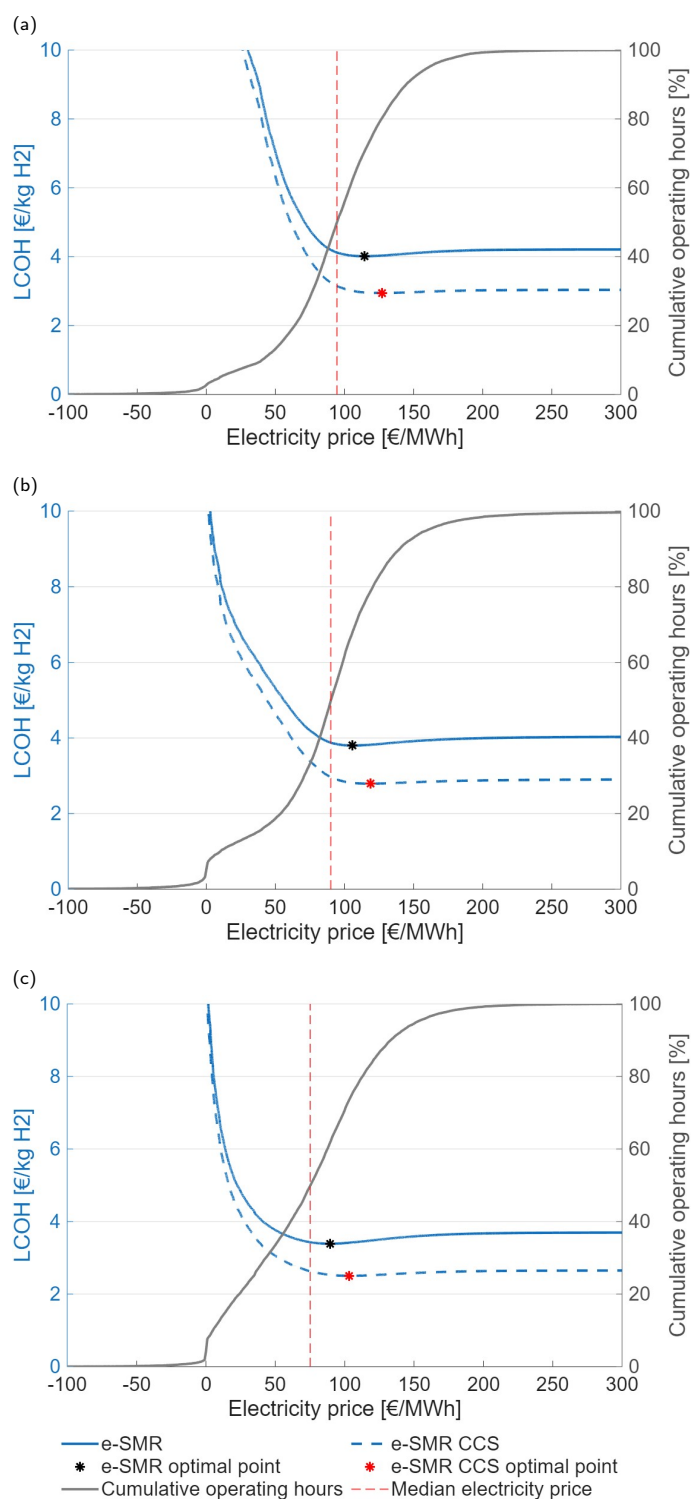 (a)
10
8
6
4
2
0
LCOH [€/kg H2]
100
80
60
40
20
0
Cumulative operating hours [%]
-100 -50 0 50 100 150 200 250 300
Electricity price [€/MWh]
(b)
10
8
6
4
2
0
LCOH [€/kg H2]
100
80
60
40
20
0
Cumulative operating hours [%]
-100 -50 0 50 100 150 200 250 300
Electricity price [€/MWh]
(c)
10
8
6
4
2
0
LCOH [€/kg H2]
100
80
60
40
20
0
Cumulative operating hours [%]
-100 -50 0 50 100 150 200 250 300
Electricity price [€/MWh]
e-SMR e-SMR CCS
e-SMR optimal point e-SMR CCS optimal point
Cumulative operating hours Median electricity price